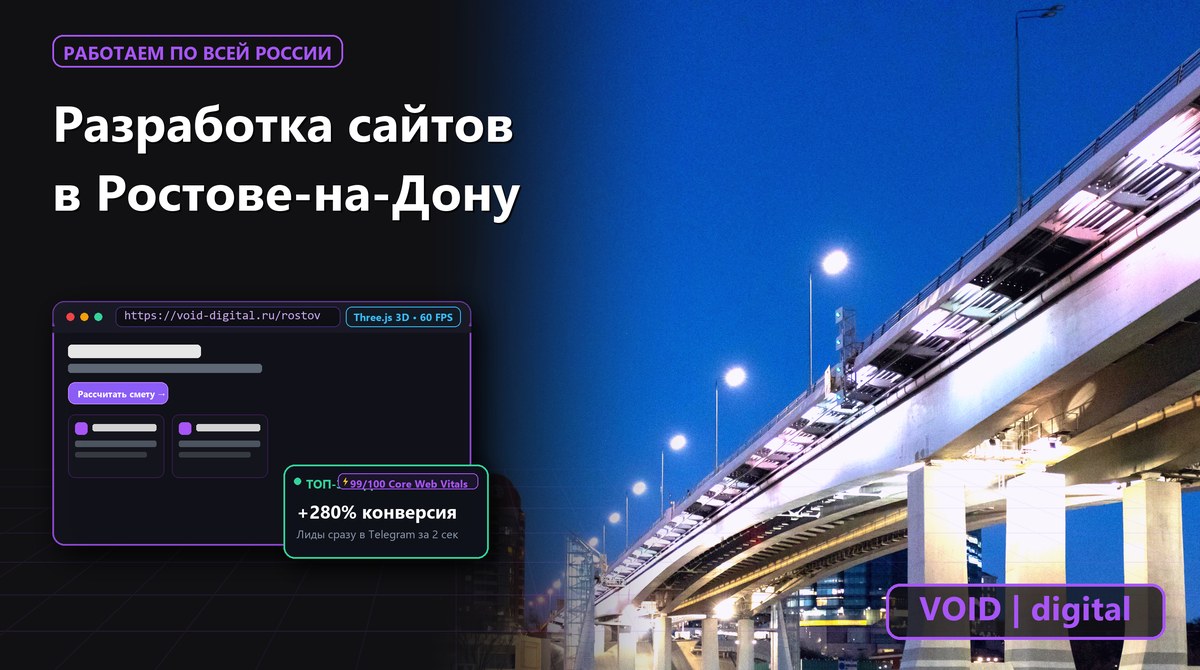 РАБОТАЕМ ПО ВСЕЙ РОССИИ
Разработка сайтов
в Ростове-на-Дону
https://void-digital.ru/rostov
Three.js 3D • 60 FPS
Рассчитать смету →
ТОП-
⚡99/100 Core Web Vitals
+280% конверсия
Лиды сразу в Telegram за 2 сек
VOID | digital